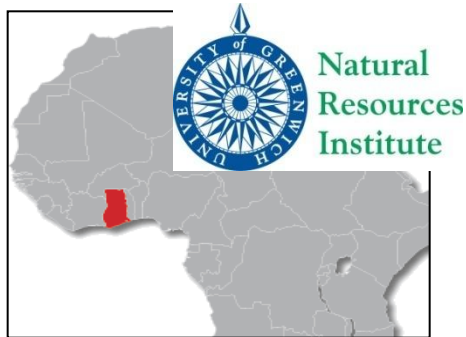 UNIVERSITY of GREENWICH
Natural
Resources
Institute